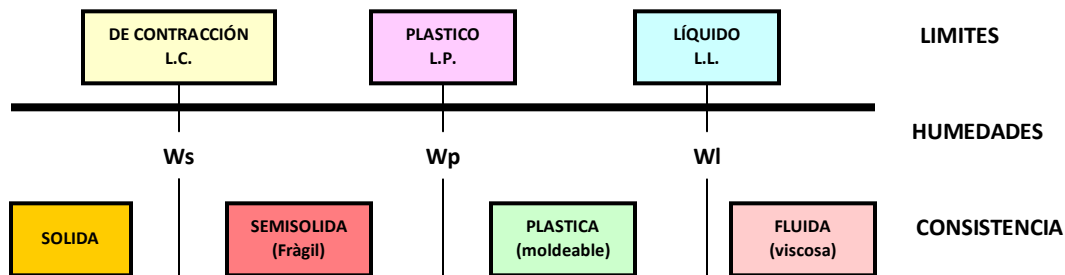 DE CONTRACCIÓN
L.C.
PLASTICO
L.P.
LÍQUIDO
L.L.
LIMITES
HUMEDADES
Ws
Wp
Wl
SOLIDA
SEMISOLIDA
(Fràgil)
PLASTICA
(moldeable)
FLUIDA
(viscosa)
CONSISTENCIA